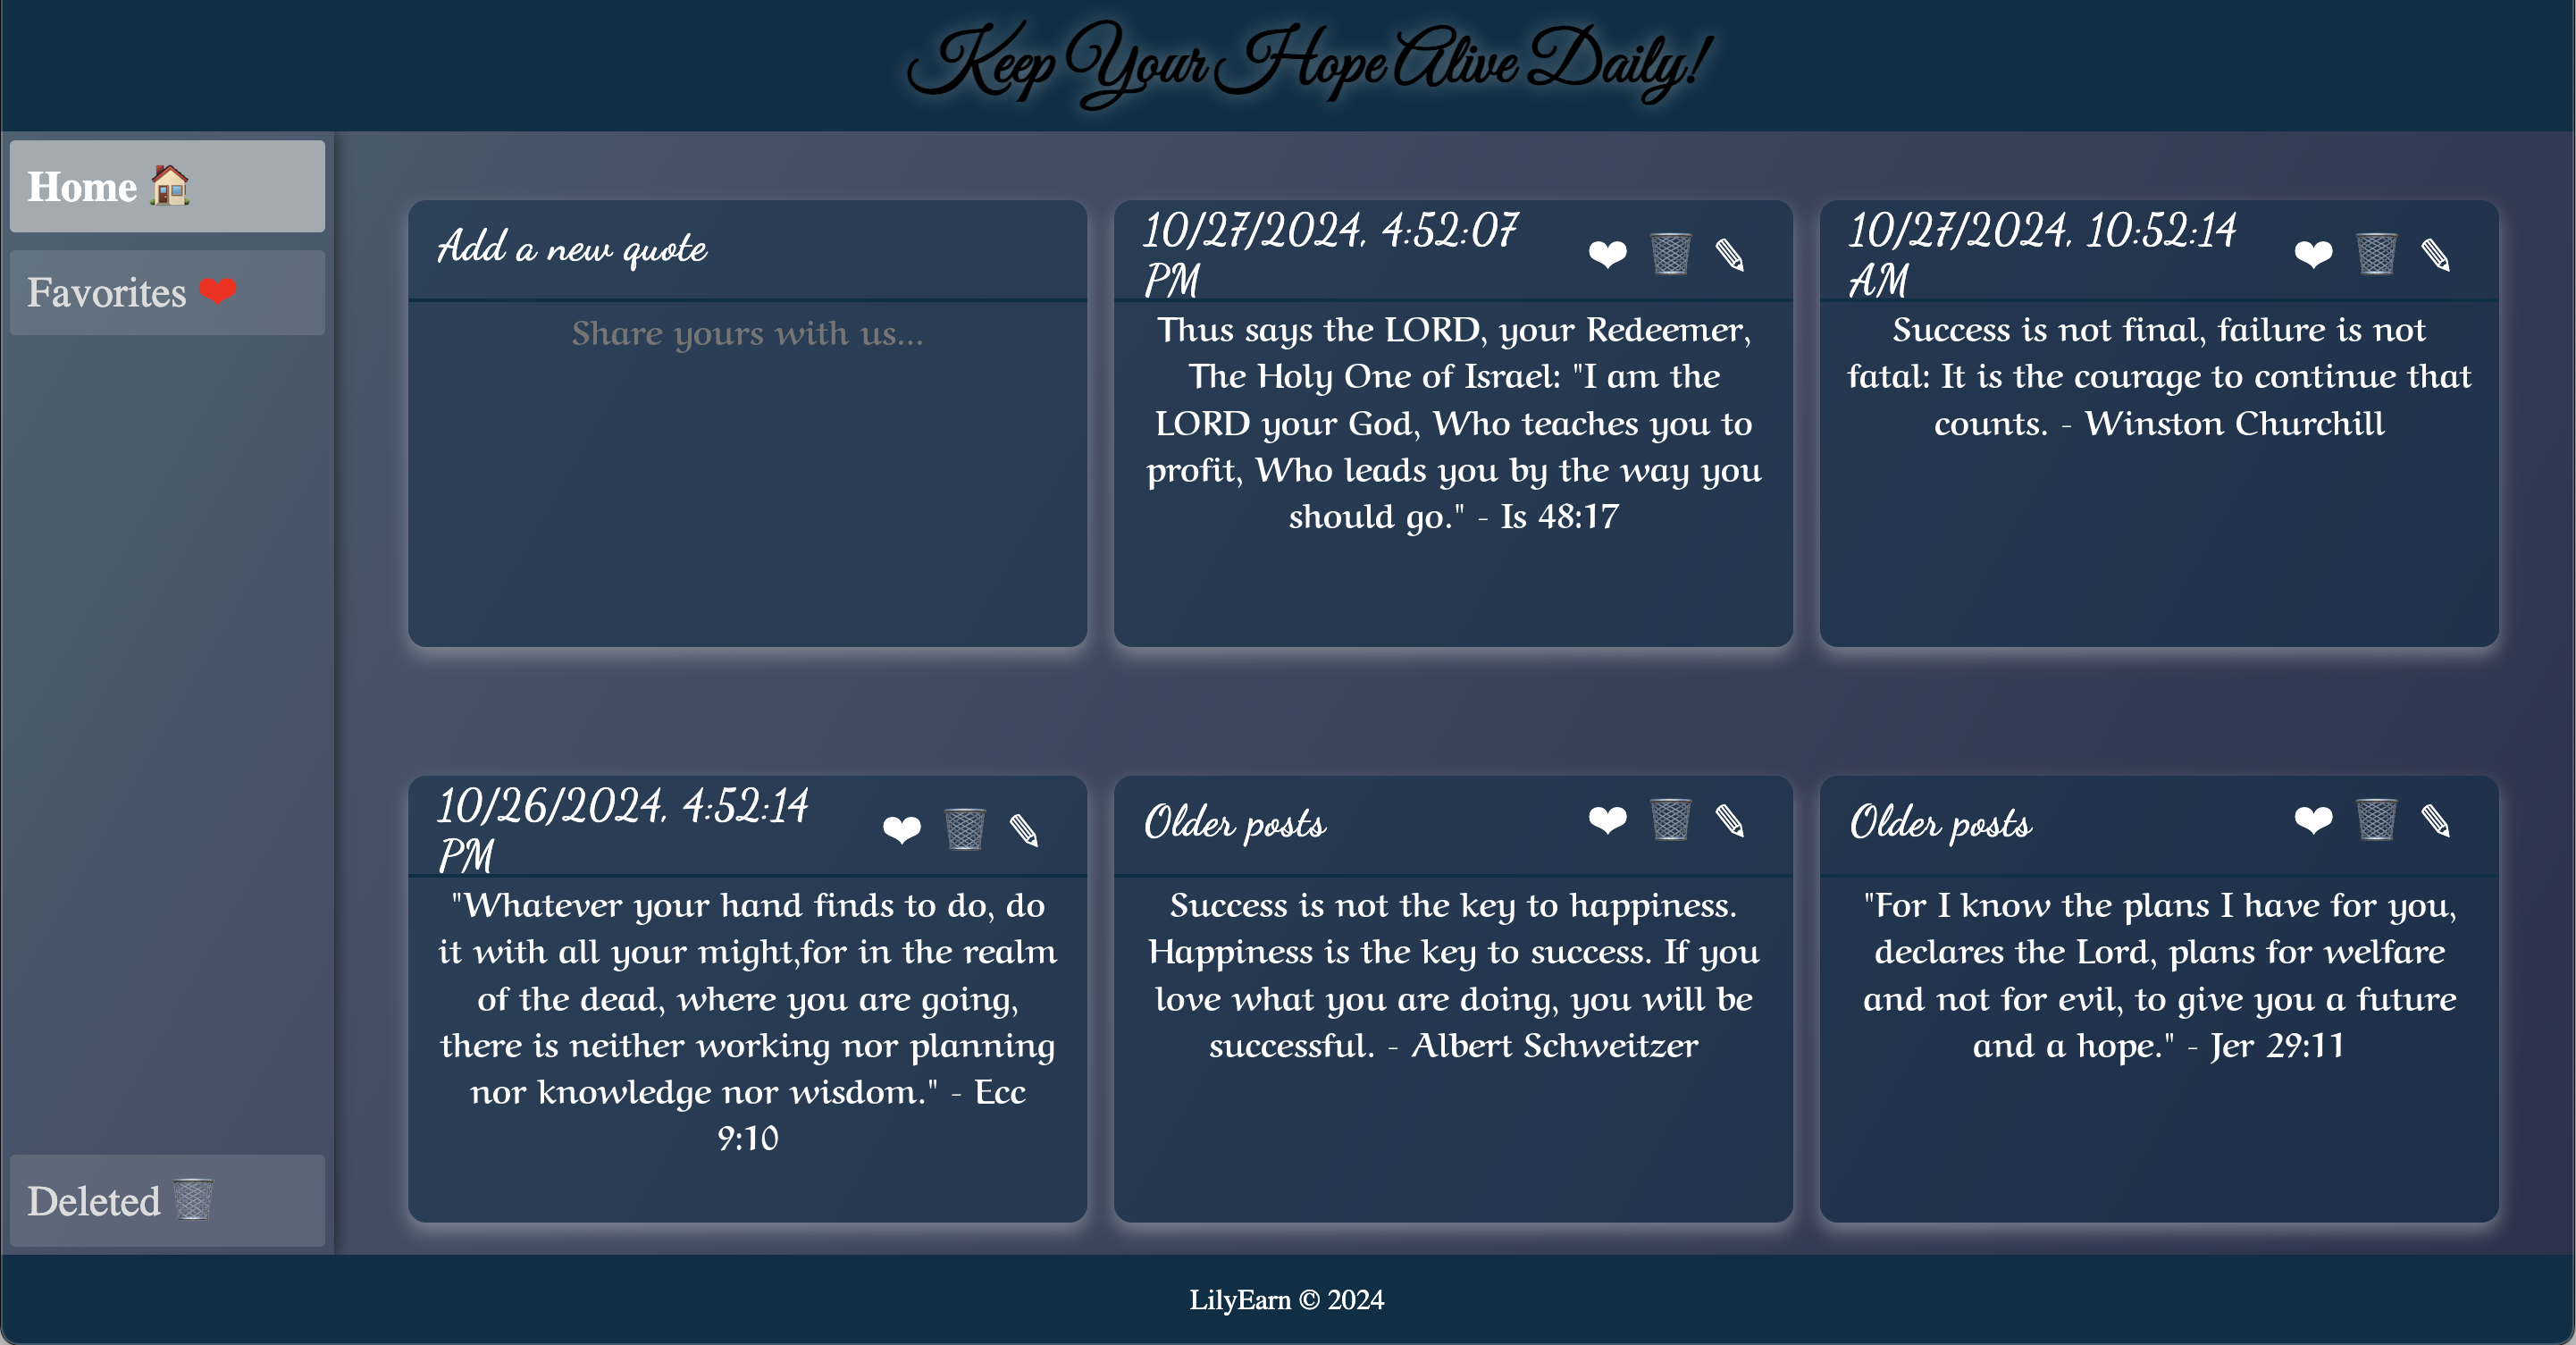 Keep Your Hope Alive Daily!
Home 🏠
Favorites ❤
Add a new quote
Share yours with us...
10/27/2024, 4:52:07
PM
Thus says the LORD, your Redeemer,
The Holy One of Israel: "I am the
LORD your God, Who teaches you to
profit, Who leads you by the way you
should go." - Is 48:17
10/27/2024, 10:52:14
AM
Success is not final, failure is not
fatal: It is the courage to continue that
counts. - Winston Churchill
10/26/2024, 4:52:14
PM
"Whatever your hand finds to do, do
it with all your might,for in the realm
of the dead, where you are going,
there is neither working nor planning
nor knowledge nor wisdom." - Ecc
9:10
Older posts
Success is not the key to happiness.
Happiness is the key to success. If you
love what you are doing, you will be
successful. - Albert Schweitzer
Older posts
"For I know the plans I have for you,
declares the Lord, plans for welfare
and not for evil, to give you a future
and a hope." - Jer 29:11
Deleted 🗑
LilyEarn © 2024